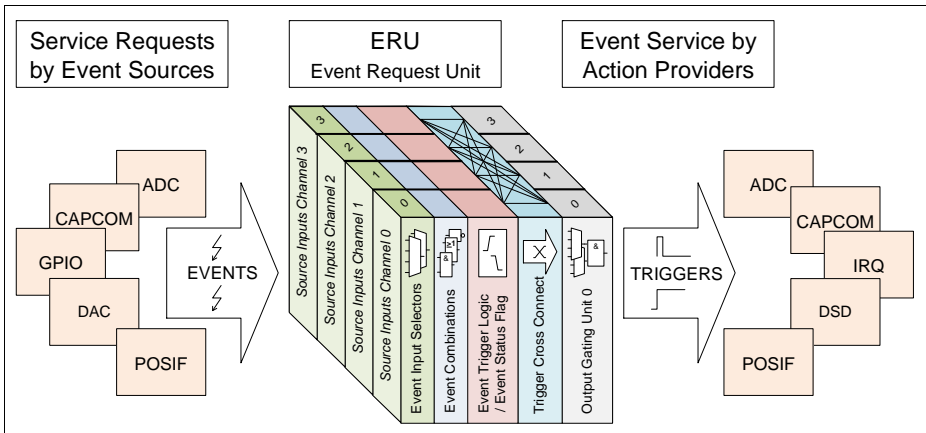 Service Requests
by Event Sources
ERU
Event Request Unit
Event Service by
Action Providers
ADC
CAPCOM
GPIO
DAC
POSIF
EVENTS
3
2
1
0
3
2
1
0
Source Inputs Channel 3
Source Inputs Channel 2
Source Inputs Channel 1
Source Inputs Channel 0
Event Input Selectors
&
≥1
Event Combinations
Event Trigger Logic
/ Event Status Flag
Trigger Cross Connect
&
Output Gating Unit 0
TRIGGERS
ADC
CAPCOM
IRQ
DSD
POSIF